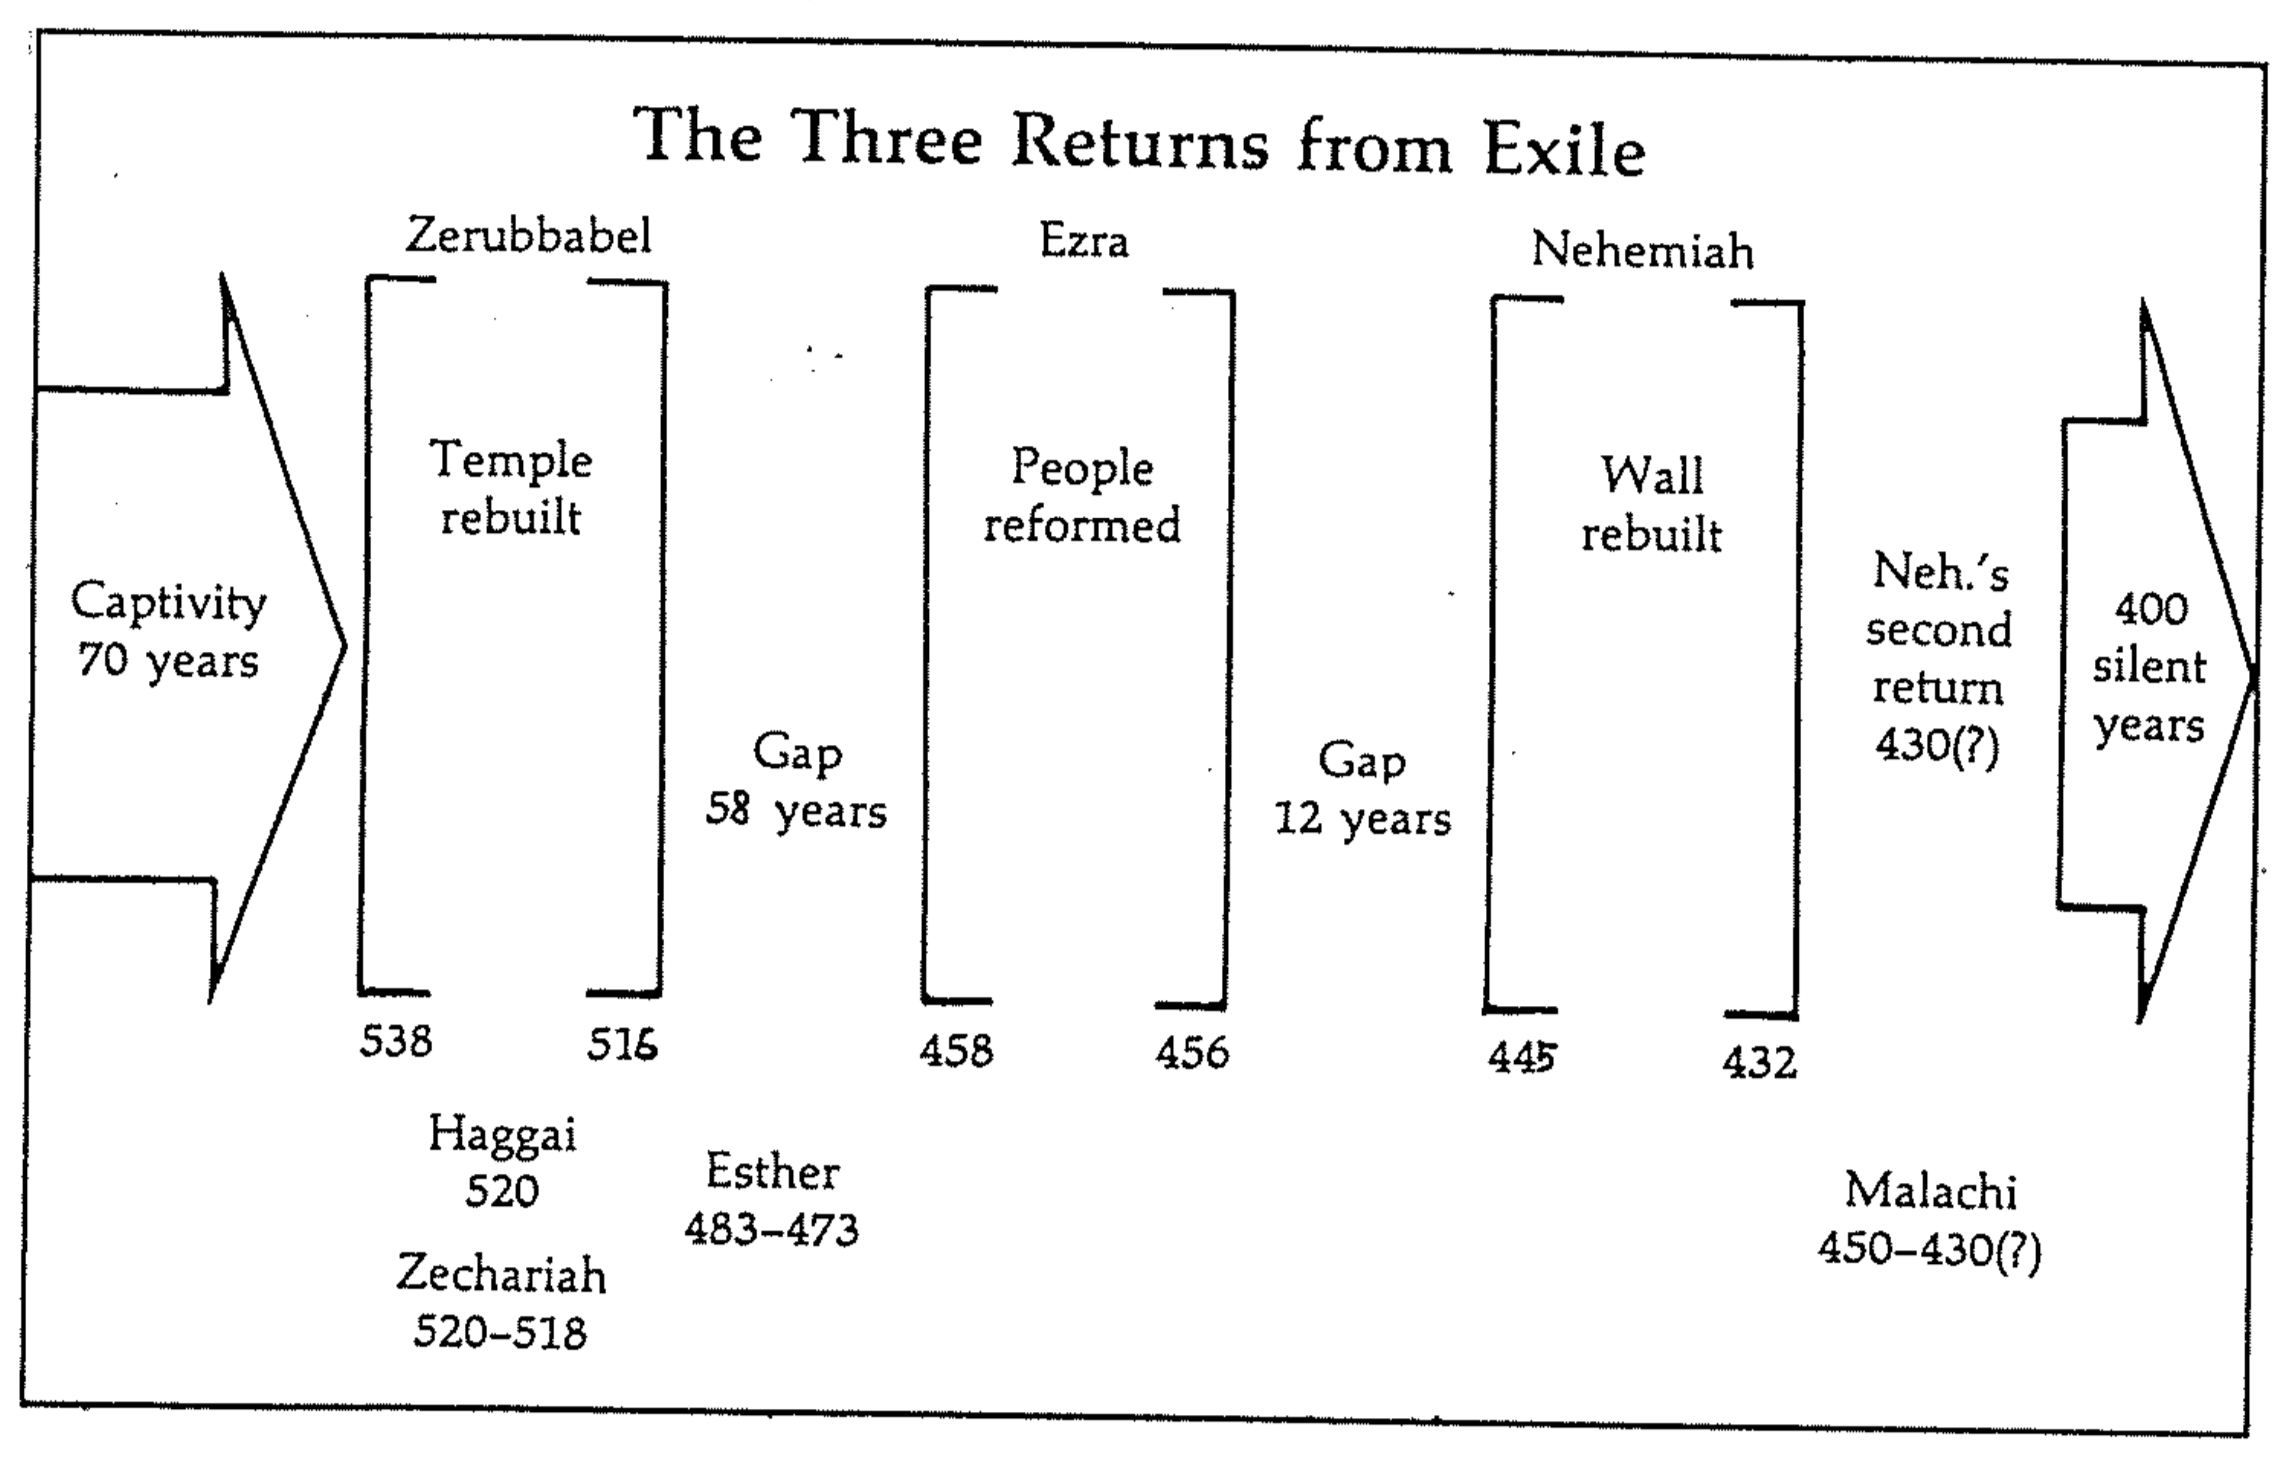 The Three Returns from Exile
Zerubbabel
Ezra
Nehemiah
Captivity
70 years
Temple
rebuilt
Gap
58 years
People
reformed
Gap
12 years
Wall
rebuilt
Neh.'s
second
return
430(?)
400
silent
years
538
516
458
456
445
432
Haggai
520
Zechariah
520–518
Esther
483–473
Malachi
450–430(?)